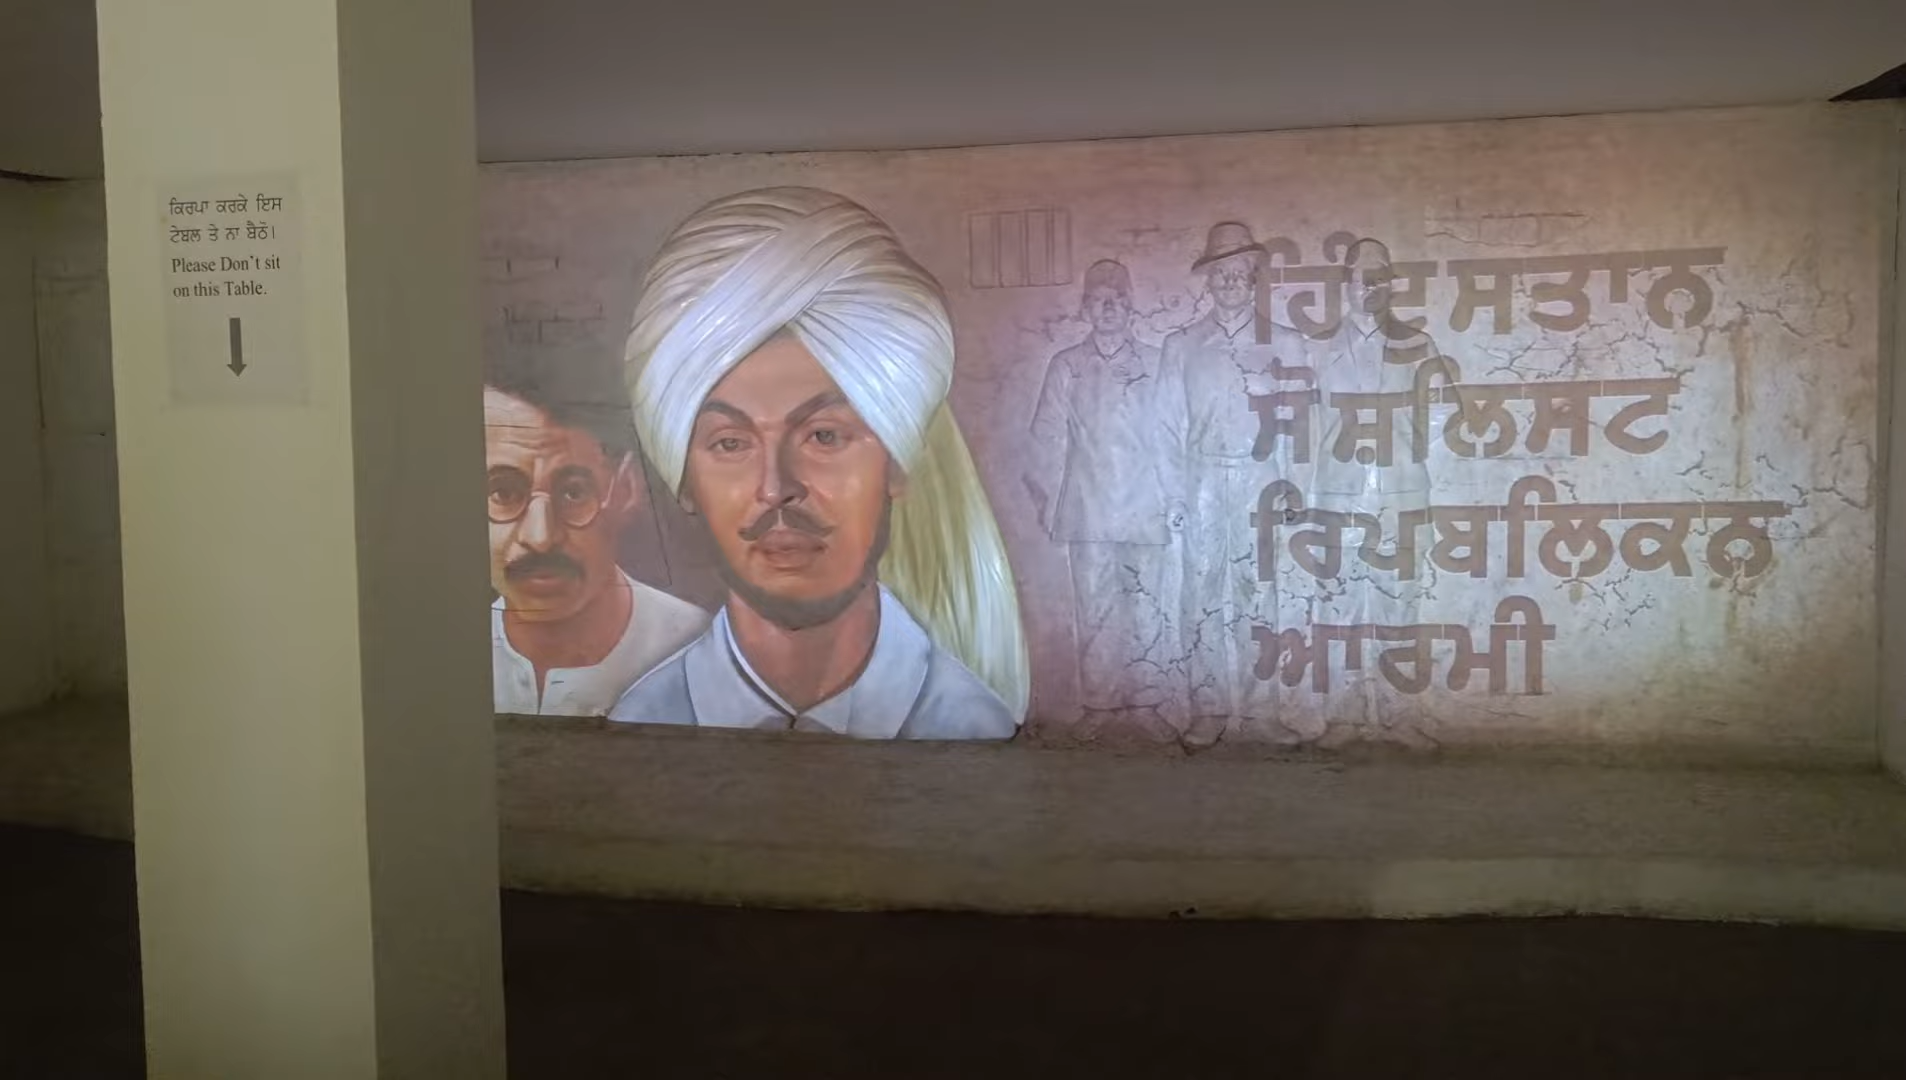 ਕਿਰਪਾ ਕਰਕੇ ਇਸ
ਟੇਬਲ ਤੇ ਨਾ ਬੈਠੋ।
Please Don't sit
on this Table.
ਹਿੰਦੂਸਤਾਨ
ਸੋਸ਼ਲਿਸਟ
ਰਿਪਬਲਿਕਨ
ਆਰਮੀ